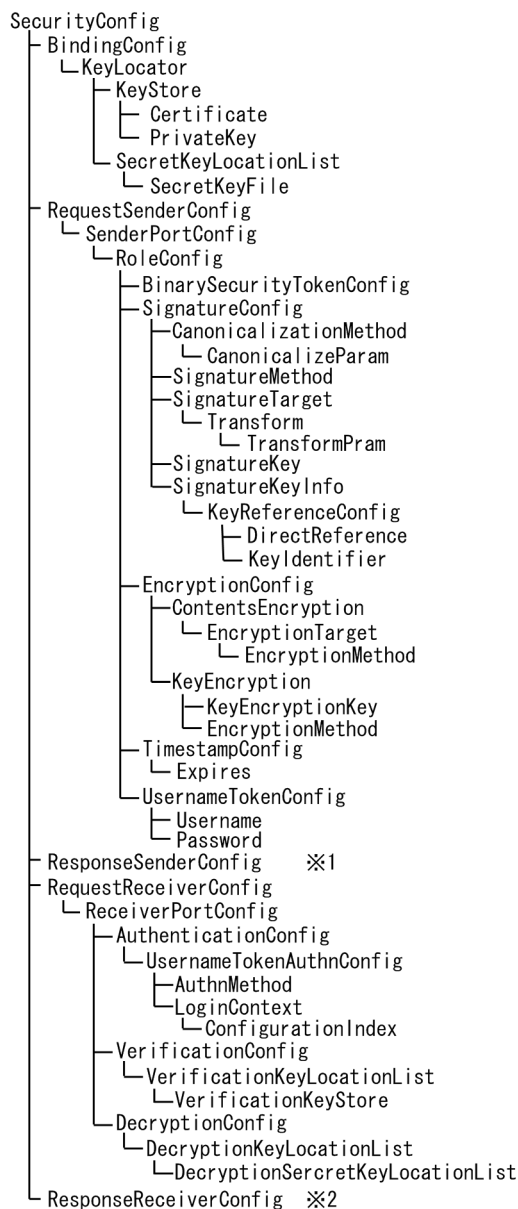 SecurityConfig
BindingConfig
KeyLocator
KeyStore
Certificate
PrivateKey
SecretKeyLocationList
SecretKeyFile
RequestSenderConfig
SenderPortConfig
RoleConfig
BinarySecurityTokenConfig
SignatureConfig
CanonicalizationMethod
CanonicalizeParam
SignatureMethod
SignatureTarget
Transform
TransformPram
SignatureKey
SignatureKeyInfo
KeyReferenceConfig
DirectReference
KeyIdentifier
EncryptionConfig
ContentsEncryption
EncryptionTarget
EncryptionMethod
KeyEncryption
KeyEncryptionKey
EncryptionMethod
TimestampConfig
Expires
UsernameTokenConfig
Username
Password
ResponseSenderConfig ※1
RequestReceiverConfig
ReceiverPortConfig
AuthenticationConfig
UsernameTokenAuthnConfig
AuthnMethod
LoginContext
ConfigurationIndex
VerificationConfig
VerificationKeyLocationList
VerificationKeyStore
DecryptionConfig
DecryptionKeyLocationList
DecryptionSercretKeyLocationList
ResponseReceiverConfig ※2